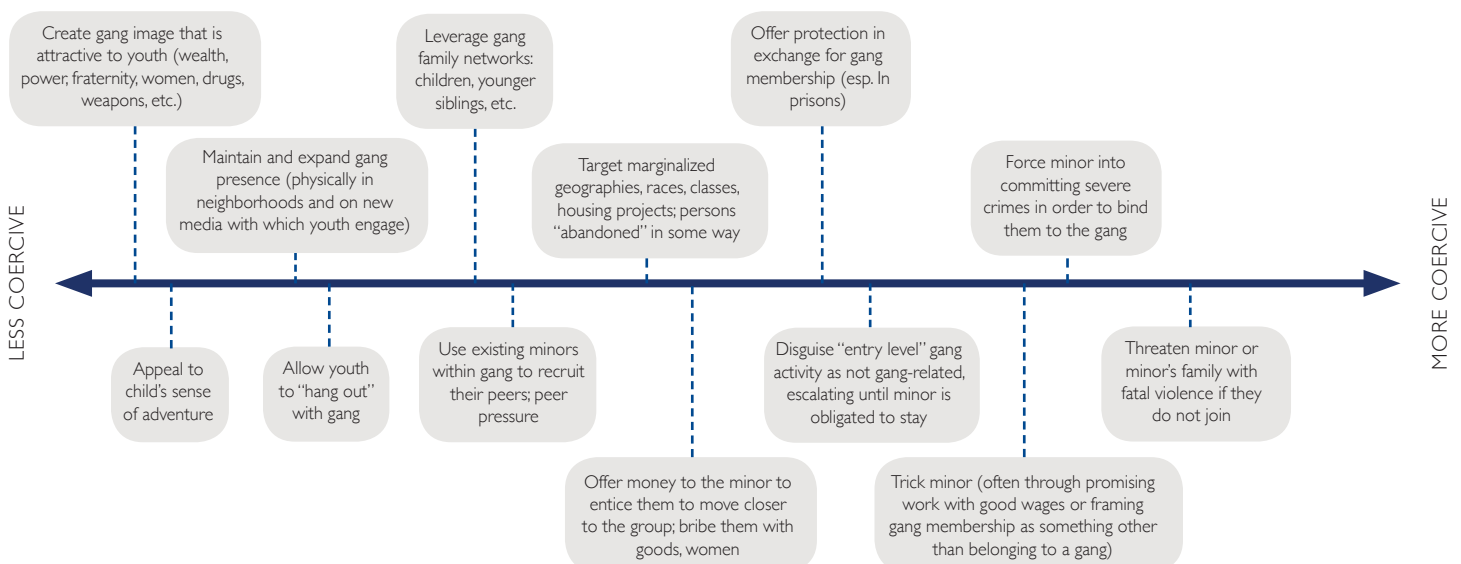 Create gang image that is
attractive to youth (wealth,
power, fraternity, women, drugs,
weapons, etc.)
Leverage gang
family networks:
children, younger
siblings, etc.
Offer protection in
exchange for gang
membership (esp. In
prisons)
Maintain and expand gang
presence (physically in
neighborhoods and on new
media with which youth engage)
Target marginalized
geographies, races, classes,
housing projects; persons
“abandoned” in some way
Force minor into
committing severe
crimes in order to bind
them to the gang
LESS COERCIVE
MORE COERCIVE
Appeal to
child’s sense
of adventure
Allow youth
to “hang out”
with gang
Use existing minors
within gang to recruit
their peers; peer
pressure
Disguise “entry level” gang
activity as not gang-related,
escalating until minor is
obligated to stay
Threaten minor or
minor’s family with
fatal violence if they
do not join
Offer money to the minor to
entice them to move closer
to the group; bribe them with
goods, women
Trick minor (often through promising
work with good wages or framing
gang membership as something other
than belonging to a gang)